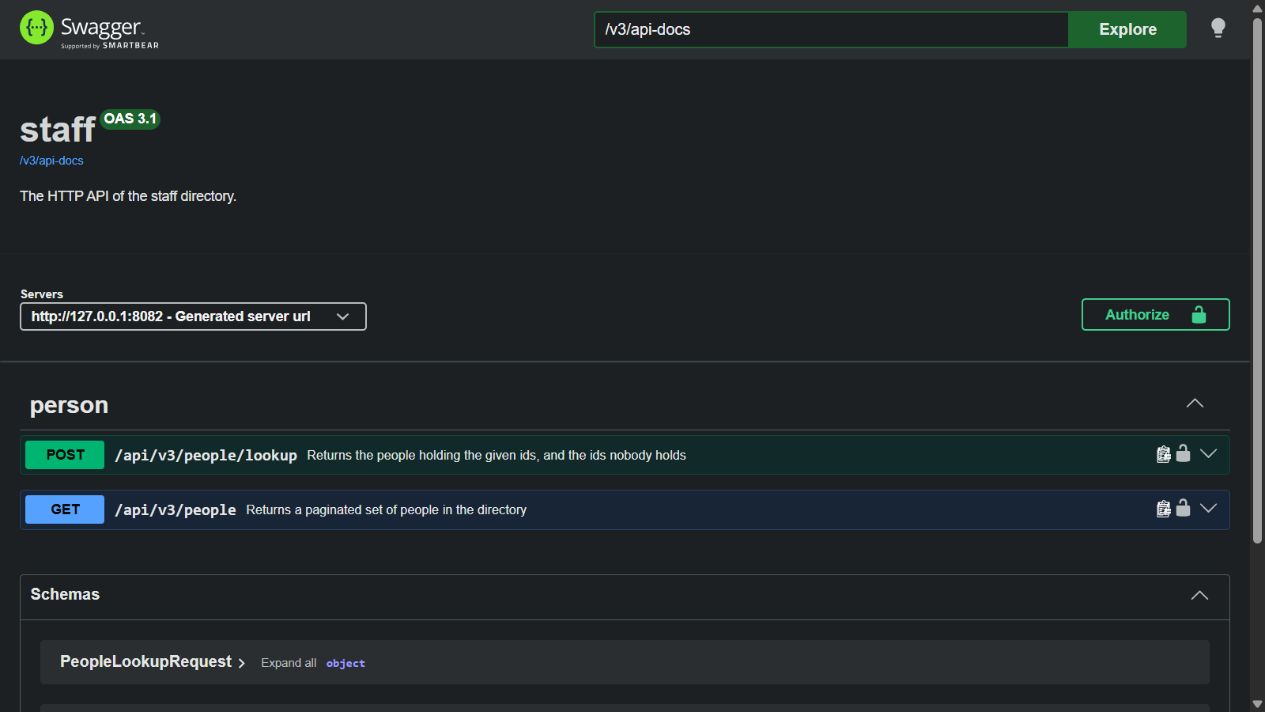 Swagger
Supported by SMARTBEAR
/v3/api-docs
Explore
staff
OAS 3.1
/v3/api-docs
The HTTP API of the staff directory.
Servers
http://127.0.0.1:8082 - Generated server url
Authorize
person
POST /api/v3/people/lookup Returns the people holding the given ids, and the ids nobody holds
GET /api/v3/people Returns a paginated set of people in the directory
Schemas
PeopleLookupRequest Expand all object